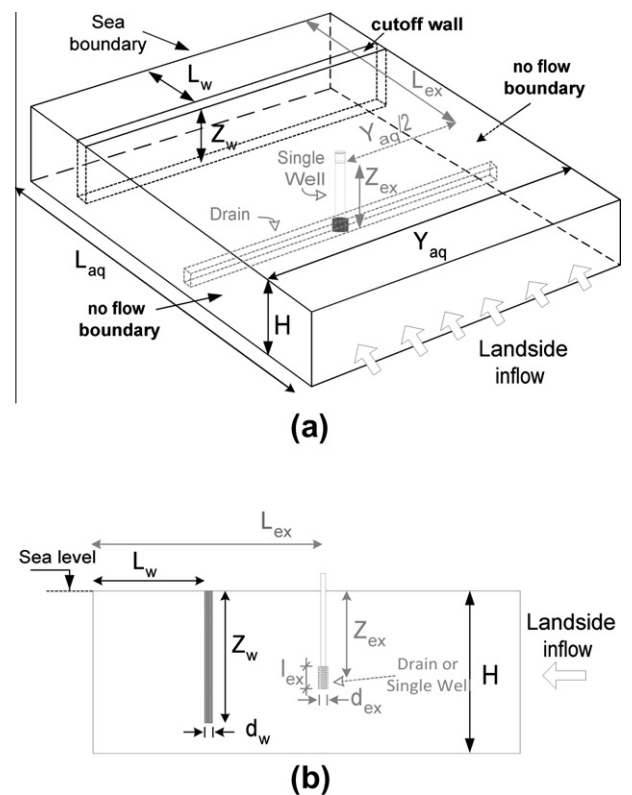 Sea
boundary
cutoff wall
L_w
L_ex
no flow
boundary
Z_w
Y_aq/2
Single
Well
Z_ex
Drain
Y_aq
L_aq
no flow
boundary
H
Landside
inflow
(a)
L_ex
Sea level
L_w
Z_w
Z_ex
Landside
inflow
l_ex
Drain or
Single Well
H
d_ex
d_w
(b)